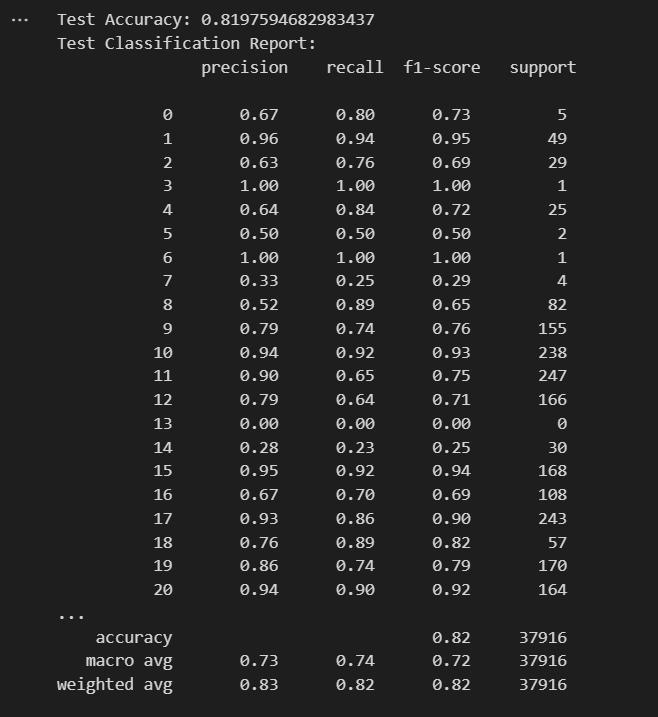 ... Test Accuracy: 0.8197594682983437
Test Classification Report:
precision recall f1-score support
0 0.67 0.80 0.73 5
1 0.96 0.94 0.95 49
2 0.63 0.76 0.69 29
3 1.00 1.00 1.00 1
4 0.64 0.84 0.72 25
5 0.50 0.50 0.50 2
6 1.00 1.00 1.00 1
7 0.33 0.25 0.29 4
8 0.52 0.89 0.65 82
9 0.79 0.74 0.76 155
10 0.94 0.92 0.93 238
11 0.90 0.65 0.75 247
12 0.79 0.64 0.71 166
13 0.00 0.00 0.00 0
14 0.28 0.23 0.25 30
15 0.95 0.92 0.94 168
16 0.67 0.70 0.69 108
17 0.93 0.86 0.90 243
18 0.76 0.89 0.82 57
19 0.86 0.74 0.79 170
20 0.94 0.90 0.92 164
...
accuracy 0.82 37916
macro avg 0.73 0.74 0.72 37916
weighted avg 0.83 0.82 0.82 37916